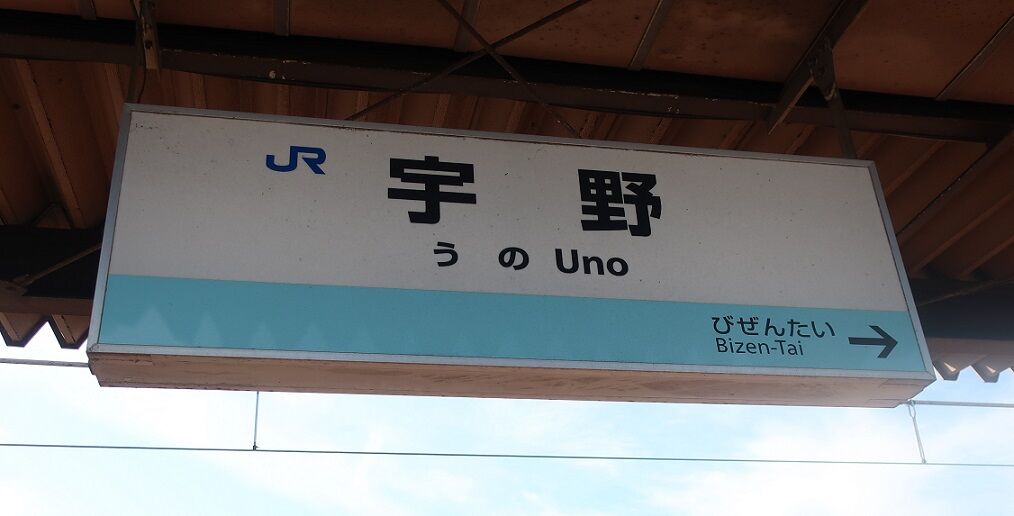 JR 宇野
うの Uno
びぜんたい →
Bizen-Tai